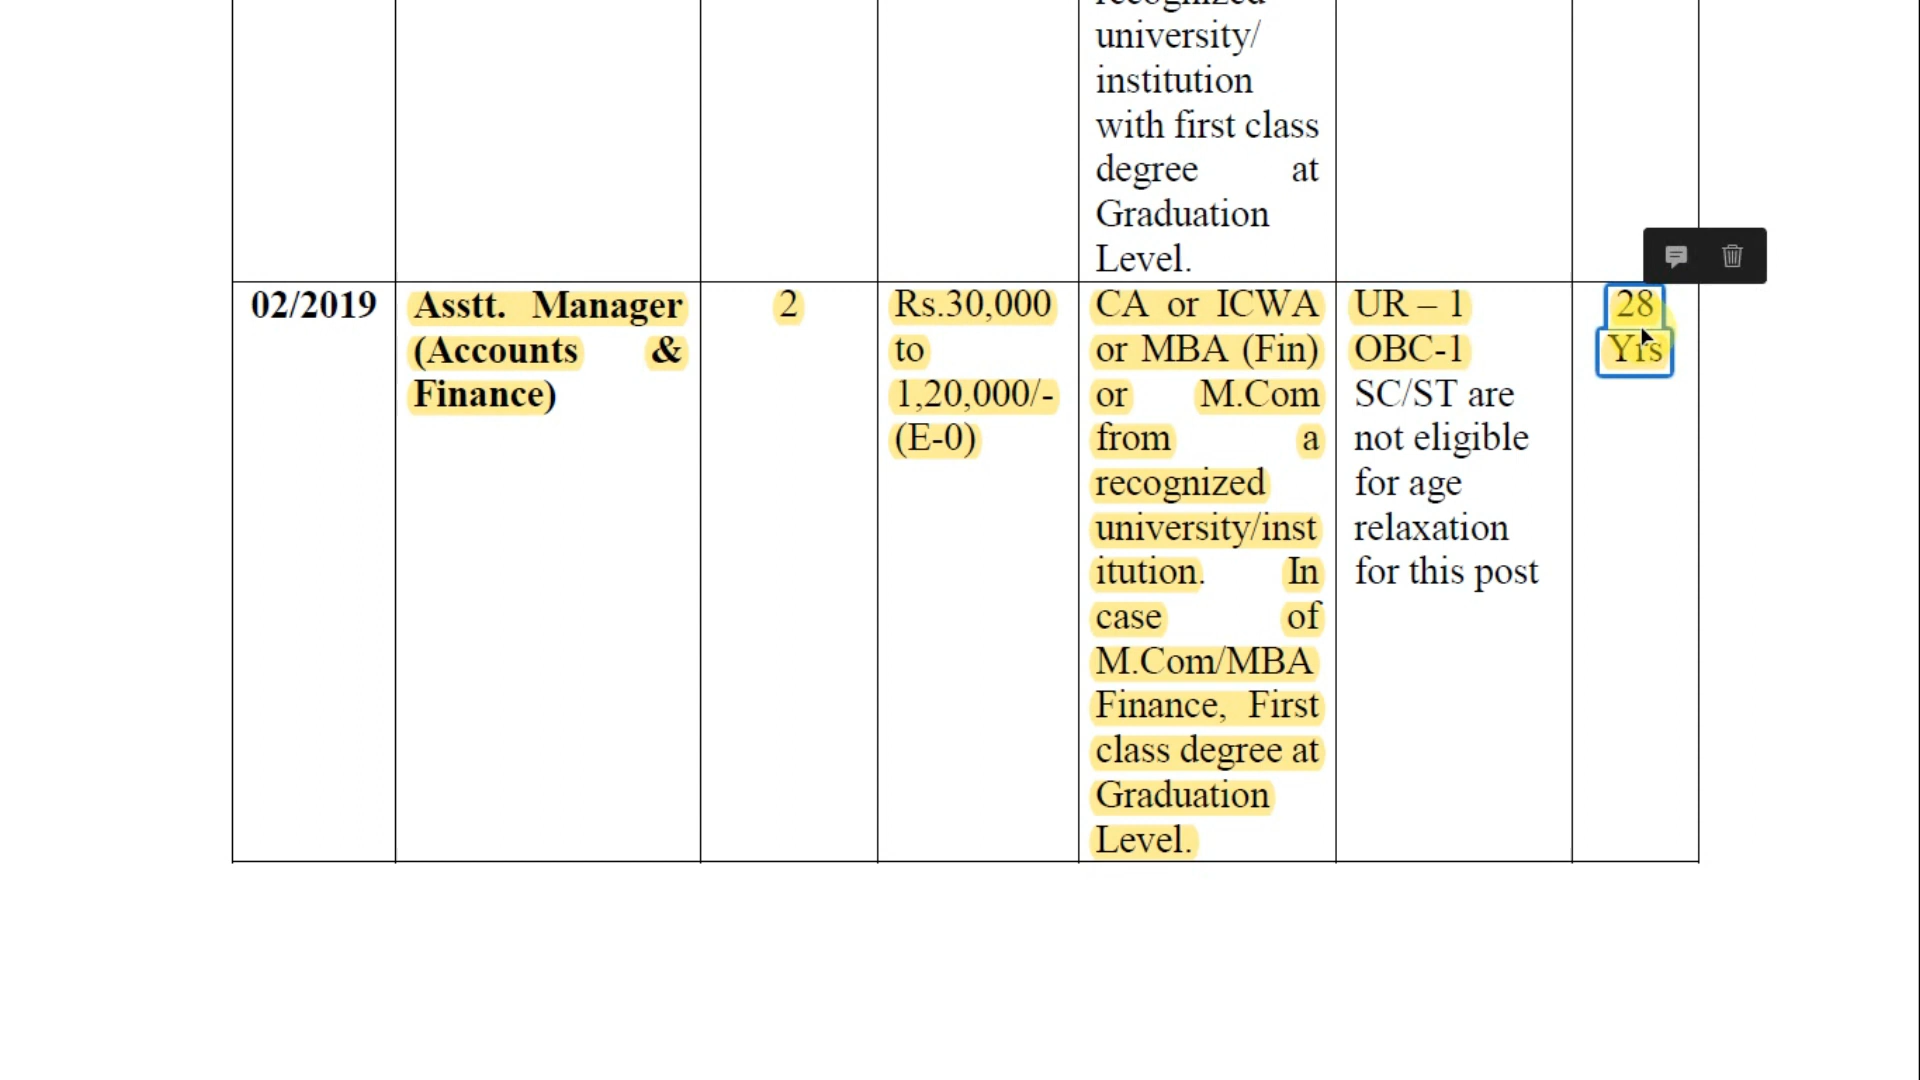 university/
institution
with first class
degree at
Graduation
Level.
02/2019
Asstt. Manager
(Accounts &
Finance)
2
Rs.30,000
to
1,20,000/-
(E-0)
CA or ICWA
or MBA (Fin)
or M.Com
from a
recognized
university/inst
itution. In
case of
M.Com/MBA
Finance, First
class degree at
Graduation
Level.
UR – 1
OBC-1
SC/ST are
not eligible
for age
relaxation
for this post
28
Yrs